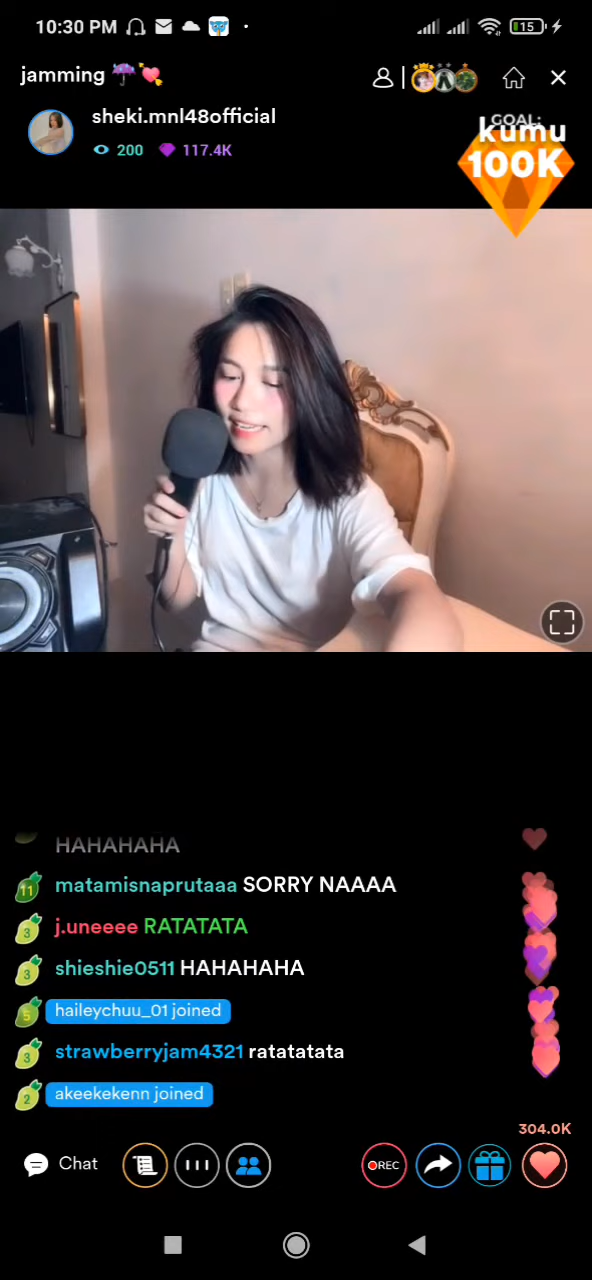 10:30 PM
15
jamming
sheki.mnl48official
200 117.4K
GOAL:
kumu
100K
HAHAHAHA
11 matamisnaprutaaa SORRY NAAAA
3 j.uneeee RATATATA
3 shieshie0511 HAHAHAHA
5 haileychuu_01 joined
3 strawberryjam4321 ratatatata
2 akeekekenn joined
304.0K
Chat
REC